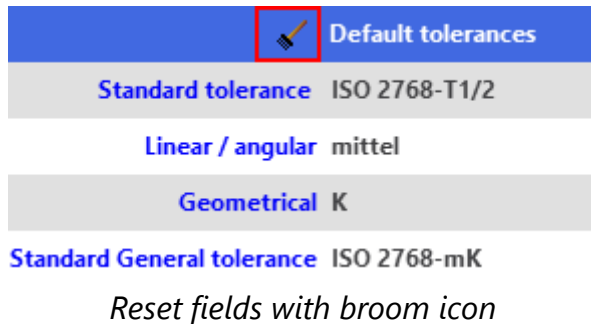 Default tolerances
Standard tolerance ISO 2768-T1/2
Linear / angular mittel
Geometrical K
Standard General tolerance ISO 2768-mK
Reset fields with broom icon